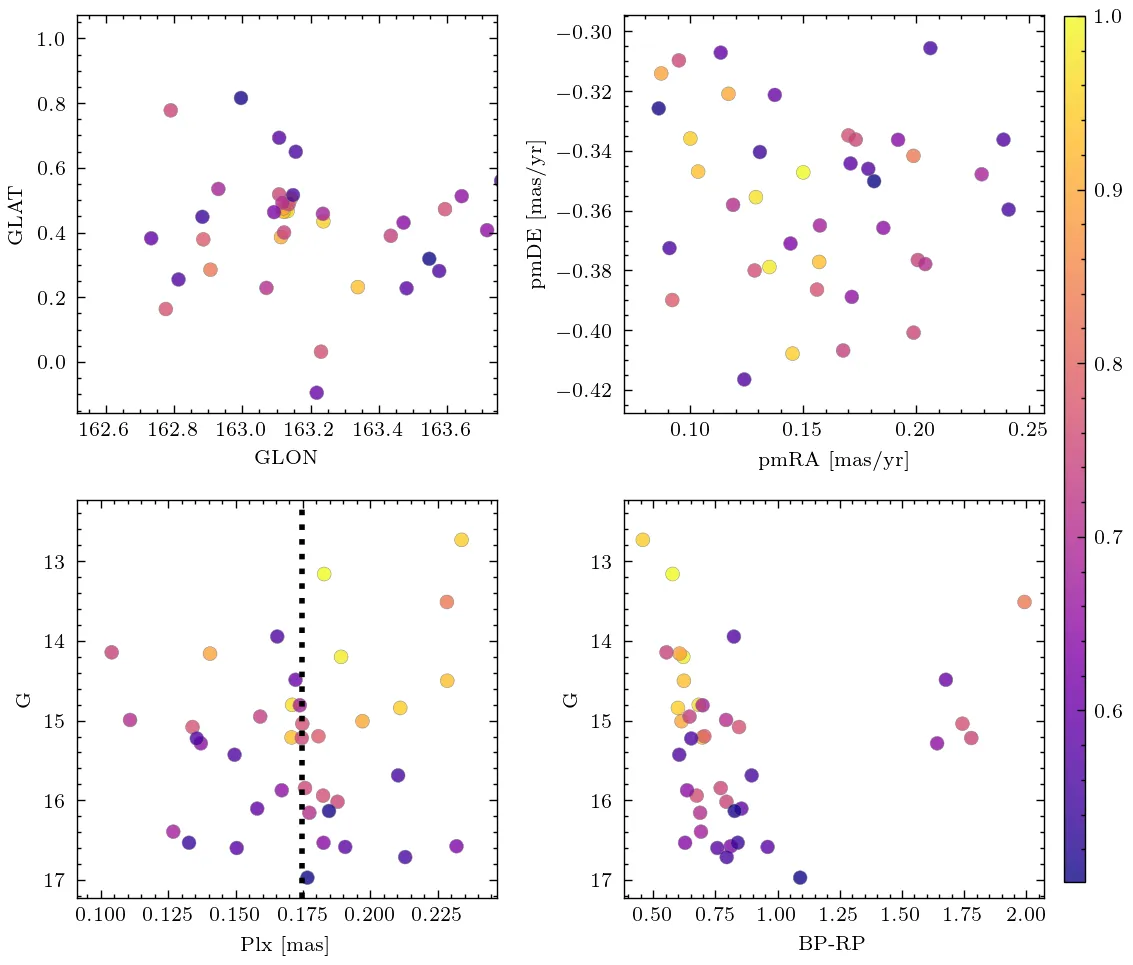 1.0
0.8
0.6
0.4
0.2
0.0
GLAT
162.6 162.8 163.0 163.2 163.4 163.6
GLON
−0.30
−0.32
−0.34
−0.36
−0.38
−0.40
−0.42
pmDE [mas/yr]
0.10 0.15 0.20 0.25
pmRA [mas/yr]
1.0
0.9
0.8
0.7
0.6
13
14
15
16
17
G
0.100 0.125 0.150 0.175 0.200 0.225
Plx [mas]
13
14
15
16
17
G
0.50 0.75 1.00 1.25 1.50 1.75 2.00
BP-RP